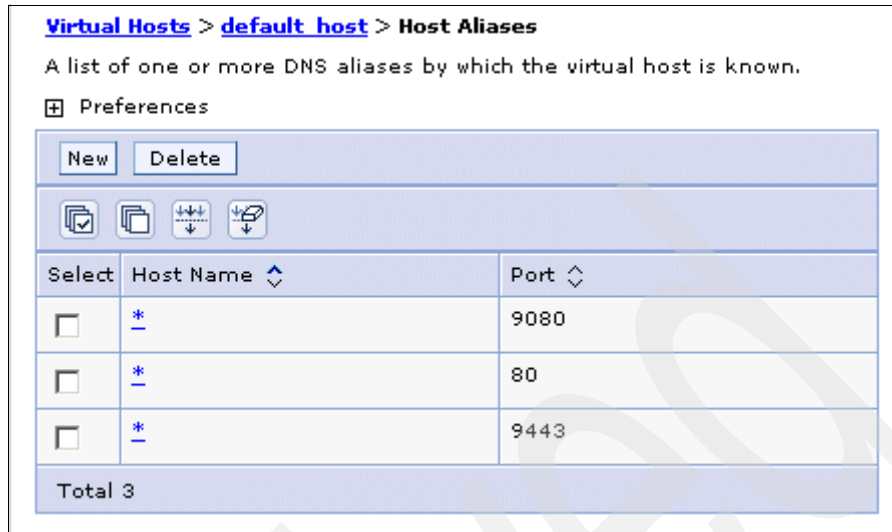 Virtual Hosts > default_host > Host Aliases
A list of one or more DNS aliases by which the virtual host is known.
Preferences
New Delete
Select Host Name Port
* 9080
* 80
* 9443
Total 3